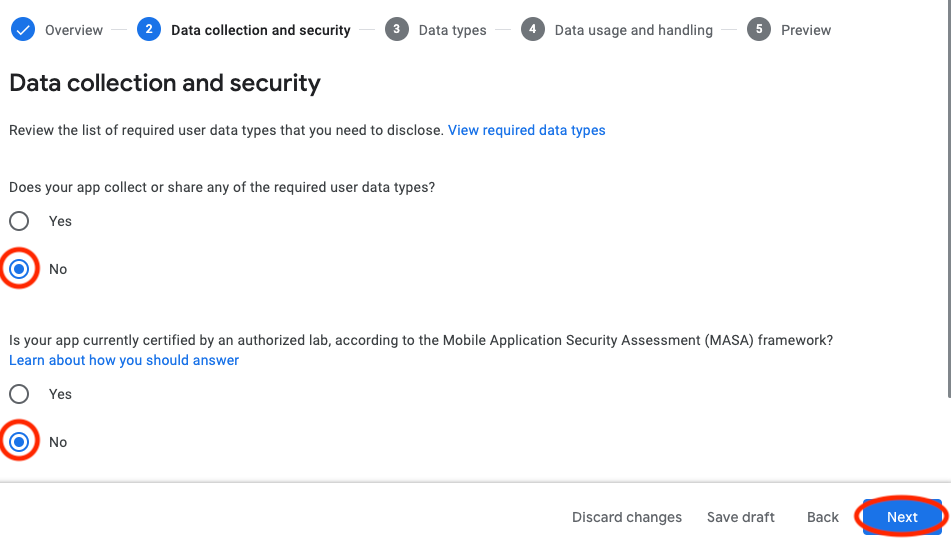 Overview 2 Data collection and security 3 Data types 4 Data usage and handling 5 Preview
Data collection and security
Review the list of required user data types that you need to disclose. View required data types
Does your app collect or share any of the required user data types?
Yes
No
Is your app currently certified by an authorized lab, according to the Mobile Application Security Assessment (MASA) framework?
Learn about how you should answer
Yes
No
Discard changes Save draft Back Next